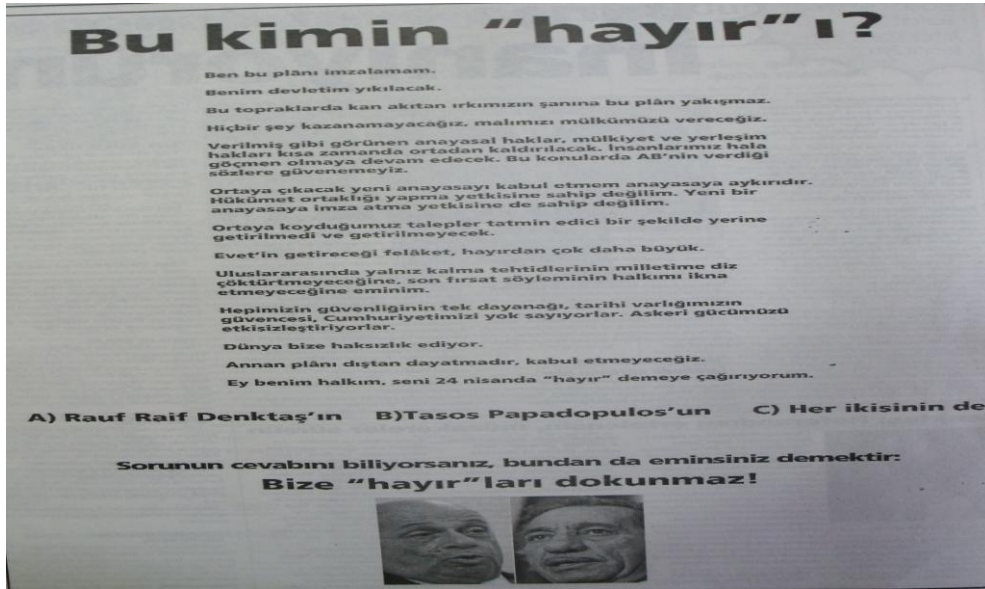 Bu kimin “hayır”ı?
Ben bu plânı imzalamam.
Benim devletim yıkılacak.
Bu topraklarda kan akıtan ırkımızın şanına bu plân yakışmaz.
Hiçbir şey kazanamayacağız, malımızı mülkümüzü vereceğiz.
Verilmiş gibi görünen anayasal haklar, mülkiyet ve yerleşim
hakları kısa zamanda ortadan kaldırılacak. İnsanlarımız hala
göçmen olmaya devam edecek. Bu konularda AB’nin verdiği
sözlere güvenemeyiz.
Ortaya çıkacak yeni anayasayı kabul etmem anayasaya aykırıdır.
Hükümet ortaklığı yapma yetkisine sahip değilim. Yeni bir
anayasaya imza atma yetkisine de sahip değilim.
Ortaya koyduğumuz talepler tatmin edici bir şekilde yerine
getirilmedi ve getirilmeyecek.
Evet’in getireceği felâket, hayırdan çok daha büyük.
Uluslararasında yalnız kalma tehtidlerinin milletime diz
çöktürtmeyeceğine, son fırsat söyleminin halkımı ikna
etmeyeceğine eminim.
Hepimizin güvenliğinin tek dayanağı, tarihi varlığımızın
güvencesi, Cumhuriyetimizi yok sayıyorlar. Askeri gücümüzü
etkisizleştiriyorlar.
Dünya bize haksızlık ediyor.
Annan plânı dıştan dayatmadır, kabul etmeyeceğiz.
Ey benim halkım, seni 24 nisanda “hayır” demeye çağırıyorum.
A) Rauf Raif Denktaş’ın B)Tasos Papadopulos’un C) Her ikisinin de
Sorunun cevabını biliyorsanız, bundan da eminsiniz demektir:
Bize “hayır”ları dokunmaz!